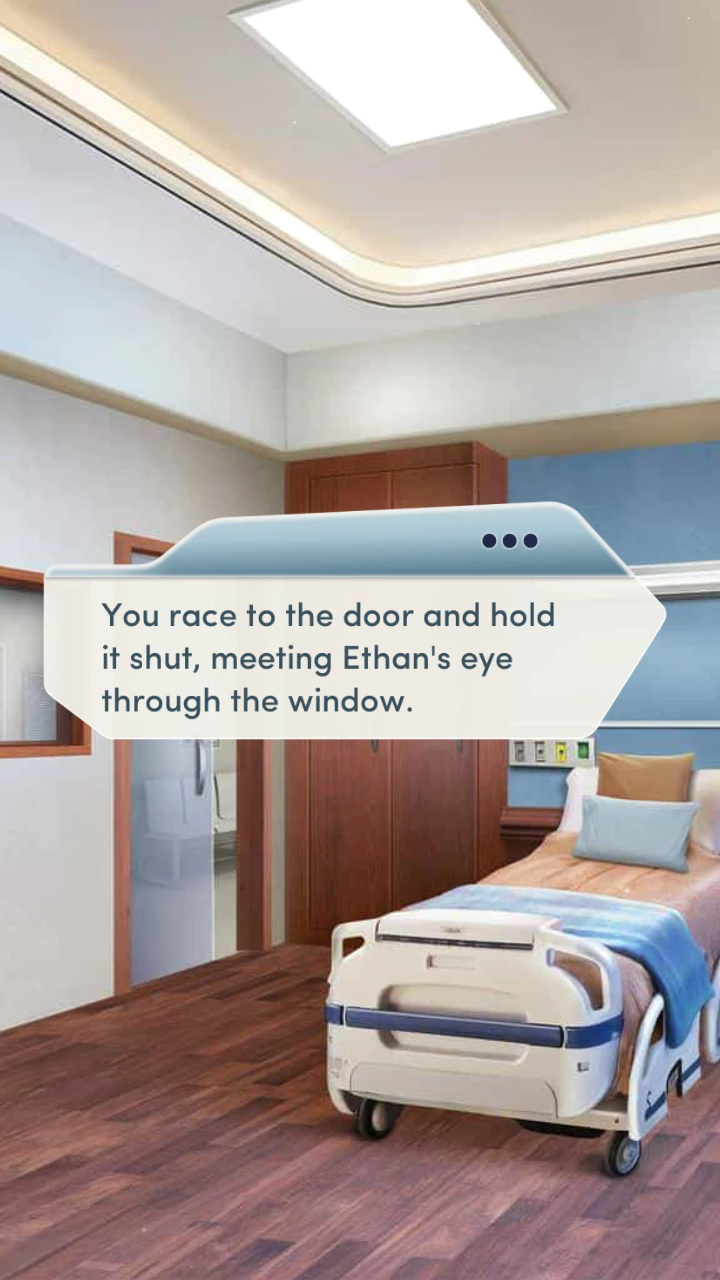 You race to the door and hold
it shut, meeting Ethan's eye
through the window.